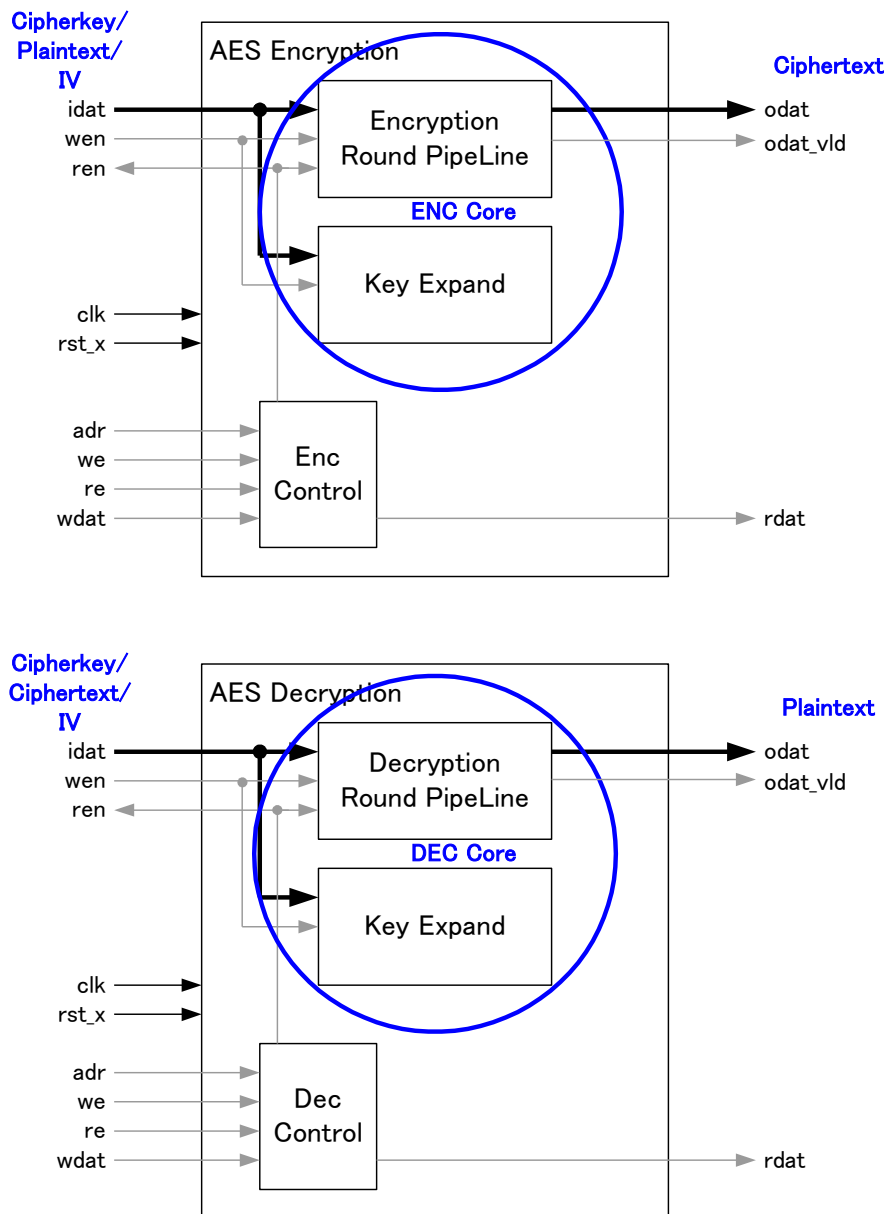 Cipherkey/
Plaintext/
IV
AES Encryption
Ciphertext
idat
wen
ren
Encryption
Round PipeLine
odat
odat_vld
ENC Core
Key Expand
clk
rst_x
adr
we
re
wdat
Enc
Control
rdat
Cipherkey/
Ciphertext/
IV
AES Decryption
Plaintext
idat
wen
ren
Decryption
Round PipeLine
odat
odat_vld
DEC Core
Key Expand
clk
rst_x
adr
we
re
wdat
Dec
Control
rdat